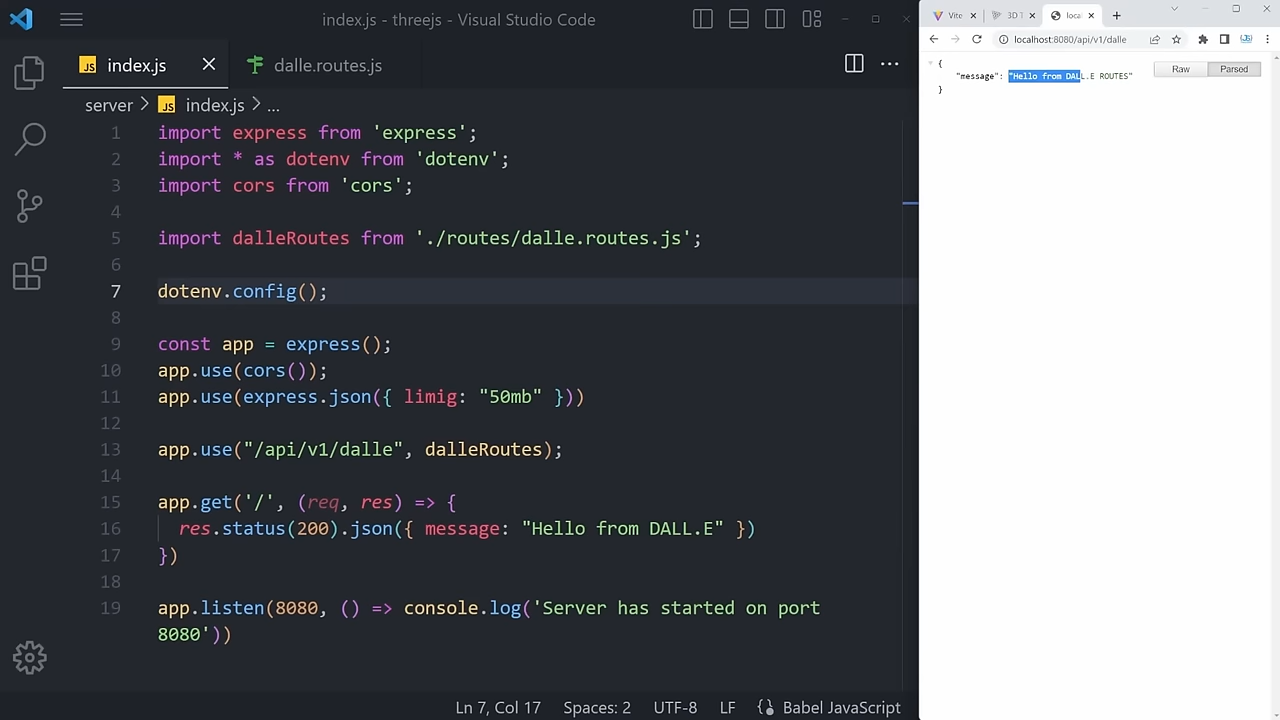 index.js - threejs - Visual Studio Code
JS index.js
dalle.routes.js
server > JS index.js > ...
1 import express from 'express';
2 import * as dotenv from 'dotenv';
3 import cors from 'cors';
4
5 import dalleRoutes from './routes/dalle.routes.js';
6
7 dotenv.config();
8
9 const app = express();
10 app.use(cors());
11 app.use(express.json({ limig: "50mb" }))
12
13 app.use("/api/v1/dalle", dalleRoutes);
14
15 app.get('/', (req, res) => {
16 res.status(200).json({ message: "Hello from DALL.E" })
17 })
18
19 app.listen(8080, () => console.log('Server has started on port
8080'))
Ln 7, Col 17 Spaces: 2 UTF-8 LF Babel JavaScript
Vite
3D T
loca
localhost:8080/api/v1/dalle
{
"message": "Hello from DALL.E ROUTES"
}
Raw Parsed